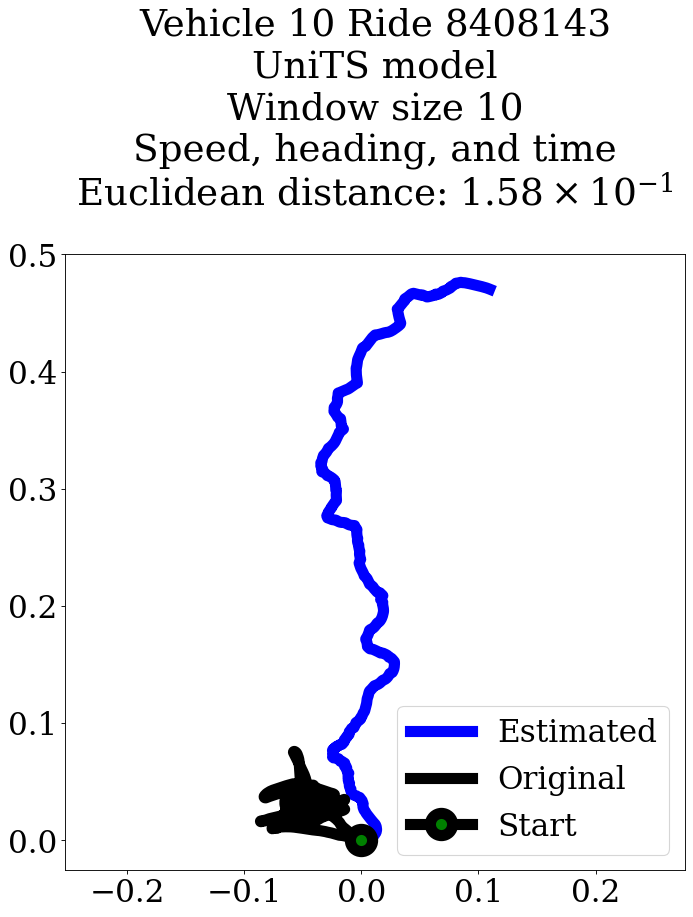 Vehicle 10 Ride 8408143
UniTS model
Window size 10
Speed, heading, and time
Euclidean distance: 1.58 × 10⁻¹
0.5
0.4
0.3
0.2
0.1
0.0
Estimated
Original
Start
−0.2 −0.1 0.0 0.1 0.2